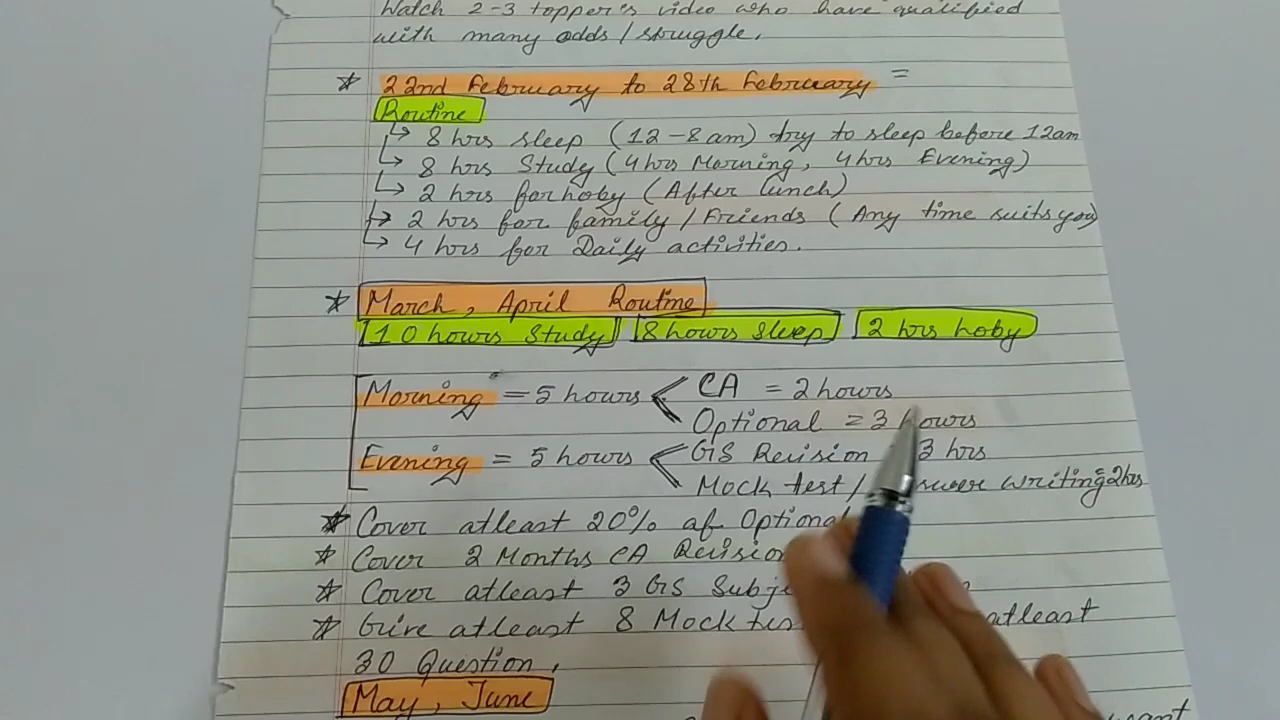 Watch 2-3 topper's video who have qualified
with many odds / struggle.
* 22nd February to 28th February =
Routine
↳ 8 hrs sleep (12-8am) try to sleep before 12am
↳ 8 hrs Study (4hrs Morning, 4hrs Evening)
↳ 2 hrs for hoby (After lunch)
↳ 2 hrs for family / Friends (Any time suits you)
↳ 4 hrs for Daily activities.
* March, April Routine
10 hours Study 8 hours Sleep 2 hrs hoby
Morning = 5 hours < CA = 2 hours
Optional = 3 hours
Evening = 5 hours < GS Revision 3 hrs
Mock test / writing = 2hrs
* Cover atleast 20% of Optional
* Cover 2 Months CA Revision
* Cover atleast 3 GS
* Give atleast 8 Mock atleast
30 Question.
May, June